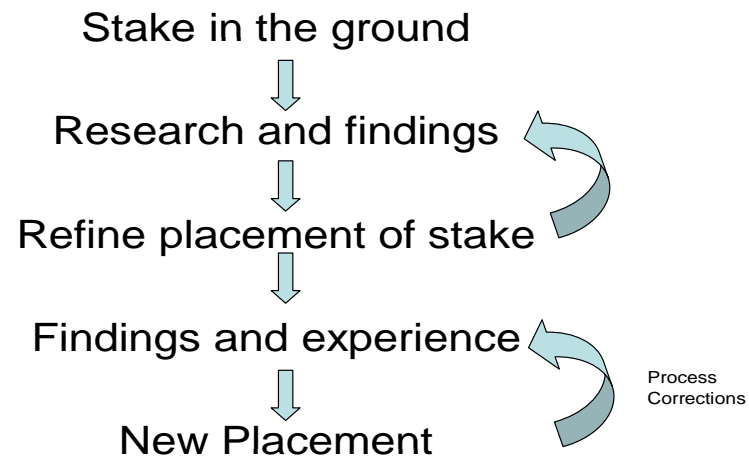 Stake in the ground
Research and findings
Refine placement of stake
Findings and experience
Process
Corrections
New Placement